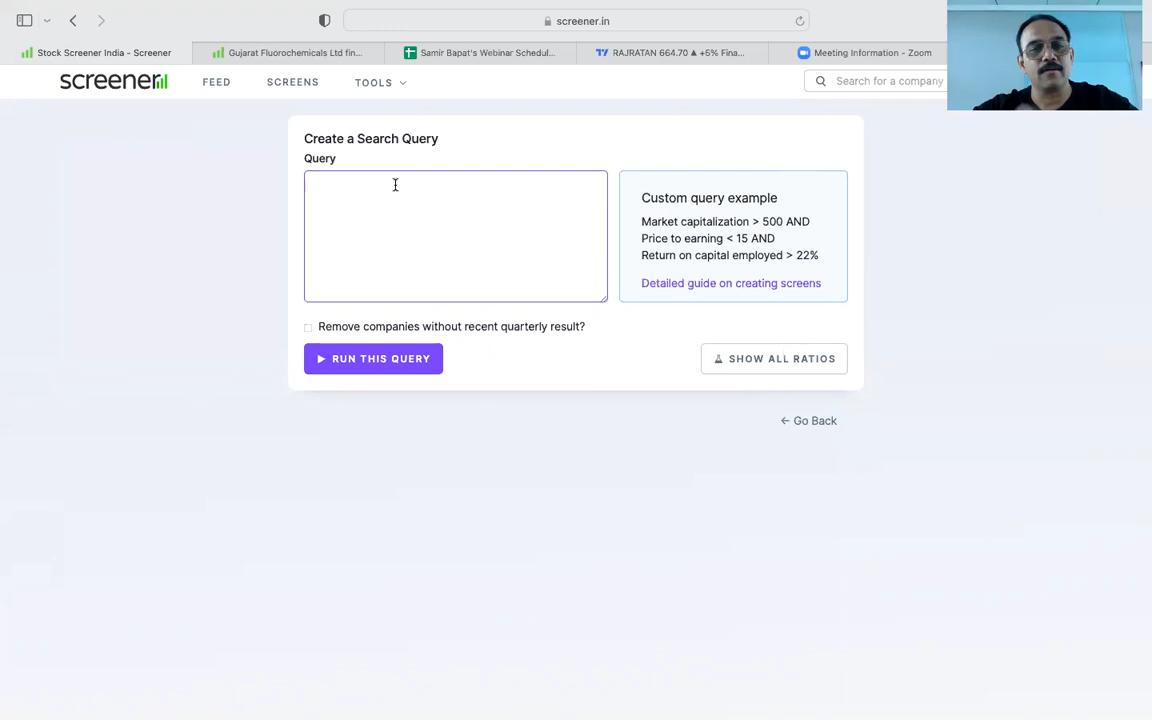 screener.in
Stock Screener India - Screener
Gujarat Fluorochemicals Ltd fin...
Samir Bapat's Webinar Schedul...
RAJRATAN 664.70 ▲ +5% Fina...
Meeting Information - Zoom
screener
FEED
SCREENS
TOOLS
Search for a company
Create a Search Query
Query
Custom query example
Market capitalization > 500 AND
Price to earning < 15 AND
Return on capital employed > 22%
Detailed guide on creating screens
Remove companies without recent quarterly result?
RUN THIS QUERY
SHOW ALL RATIOS
← Go Back